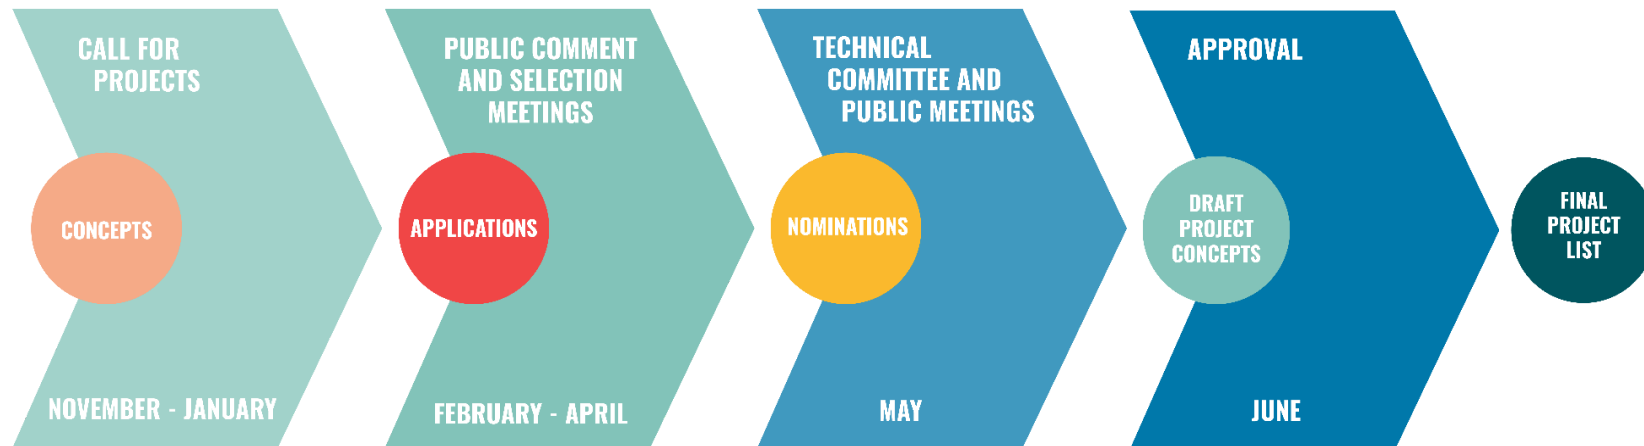 CALL FOR
PROJECTS
CONCEPTS
NOVEMBER - JANUARY
PUBLIC COMMENT
AND SELECTION
MEETINGS
APPLICATIONS
FEBRUARY - APRIL
TECHNICAL
COMMITTEE AND
PUBLIC MEETINGS
NOMINATIONS
MAY
APPROVAL
DRAFT
PROJECT
CONCEPTS
JUNE
FINAL
PROJECT
LIST